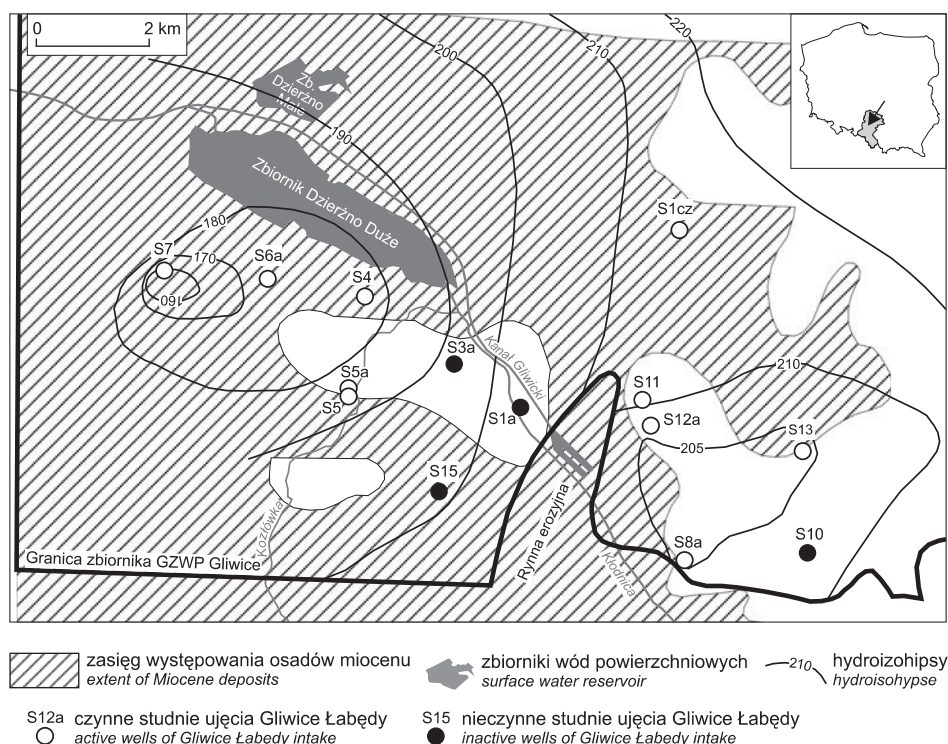 0 2 km
200
210
220
Zb.
Dzierżno
Małe
190
Zbiornik Dzierżno Duże
S1cz
180
S7
170
S6a
160
S4
Kanał Gliwicki
S3a
S5a
S5
S1a
S11
210
S12a
205
S13
S15
Rynna erozyjna
Kozłówka
S10
S8a
Kłodnica
Granica zbiornika GZWP Gliwice
zasięg występowania osadów miocenu
extent of Miocene deposits
zbiorniki wód powierzchniowych
surface water reservoir
210
hydroizohipsy
hydroisohypse
S12a czynne studnie ujęcia Gliwice Łabędy
active wells of Gliwice Łabędy intake
S15 nieczynne studnie ujęcia Gliwice Łabędy
inactive wells of Gliwice Łabędy intake